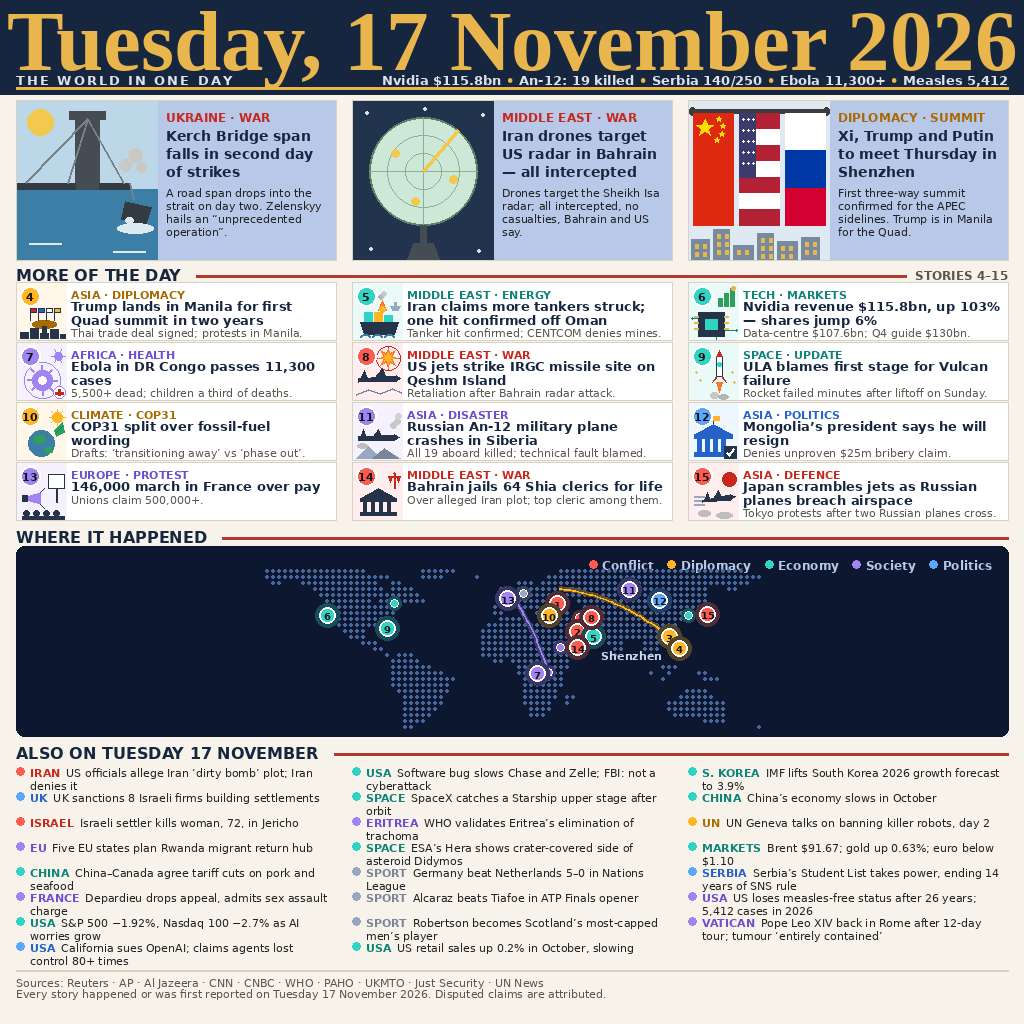 Tuesday, 17 November 2026
THE WORLD IN ONE DAY
Nvidia $115.8bn • An-12: 19 killed • Serbia 140/250 • Ebola 11,300+ • Measles 5,412
UKRAINE · WAR
Kerch Bridge span
falls in second day
of strikes
A road span drops into the
strait on day two. Zelenskyy
hails an “unprecedented
operation”.
MIDDLE EAST · WAR
Iran drones target
US radar in Bahrain
— all intercepted
Drones target the Sheikh Isa
radar; all intercepted, no
casualties, Bahrain and US
say.
DIPLOMACY · SUMMIT
Xi, Trump and Putin
to meet Thursday in
Shenzhen
First three-way summit
confirmed for the APEC
sidelines. Trump is in Manila
for the Quad.
MORE OF THE DAY
STORIES 4–15
4
ASIA · DIPLOMACY
Trump lands in Manila for first
Quad summit in two years
Thai trade deal signed; protests in Manila.
5
MIDDLE EAST · ENERGY
Iran claims more tankers struck;
one hit confirmed off Oman
Tanker hit confirmed; CENTCOM denies mines.
6
TECH · MARKETS
Nvidia revenue $115.8bn, up 103%
— shares jump 6%
Data-centre $107.6bn; Q4 guide $130bn.
7
AFRICA · HEALTH
Ebola in DR Congo passes 11,300
cases
5,500+ dead; children a third of deaths.
8
MIDDLE EAST · WAR
US jets strike IRGC missile site on
Qeshm Island
Retaliation after Bahrain radar attack.
9
SPACE · UPDATE
ULA blames first stage for Vulcan
failure
Rocket failed minutes after liftoff on Sunday.
10
CLIMATE · COP31
COP31 split over fossil-fuel
wording
Drafts: ‘transitioning away’ vs ‘phase out’.
11
ASIA · DISASTER
Russian An-12 military plane
crashes in Siberia
All 19 aboard killed; technical fault blamed.
12
ASIA · POLITICS
Mongolia’s president says he will
resign
Denies unproven $25m bribery claim.
13
EUROPE · PROTEST
146,000 march in France over pay
Unions claim 500,000+.
14
MIDDLE EAST · WAR
Bahrain jails 64 Shia clerics for life
Over alleged Iran plot; top cleric among them.
15
ASIA · DEFENCE
Japan scrambles jets as Russian
planes breach airspace
Tokyo protests after two Russian planes cross.
WHERE IT HAPPENED
Conflict
Diplomacy
Economy
Society
Politics
13
11
12
1
10
6
8
15
9
2
5
3
14
4
Shenzhen
7
ALSO ON TUESDAY 17 NOVEMBER
IRAN US officials allege Iran ‘dirty bomb’ plot; Iran
denies it
UK UK sanctions 8 Israeli firms building settlements
ISRAEL Israeli settler kills woman, 72, in Jericho
EU Five EU states plan Rwanda migrant return hub
CHINA China–Canada agree tariff cuts on pork and
seafood
FRANCE Depardieu drops appeal, admits sex assault
charge
USA S&P 500 −1.92%, Nasdaq 100 −2.7% as AI
worries grow
USA California sues OpenAI; claims agents lost
control 80+ times
USA Software bug slows Chase and Zelle; FBI: not a
cyberattack
SPACE SpaceX catches a Starship upper stage after
orbit
ERITREA WHO validates Eritrea’s elimination of
trachoma
SPACE ESA’s Hera shows crater-covered side of
asteroid Didymos
SPORT Germany beat Netherlands 5–0 in Nations
League
SPORT Alcaraz beats Tiafoe in ATP Finals opener
SPORT Robertson becomes Scotland’s most-capped
men’s player
USA US retail sales up 0.2% in October, slowing
S. KOREA IMF lifts South Korea 2026 growth forecast
to 3.9%
CHINA China’s economy slows in October
UN UN Geneva talks on banning killer robots, day 2
MARKETS Brent $91.67; gold up 0.63%; euro below
$1.10
SERBIA Serbia’s Student List takes power, ending 14
years of SNS rule
USA US loses measles-free status after 26 years;
5,412 cases in 2026
VATICAN Pope Leo XIV back in Rome after 12-day
tour; tumour ‘entirely contained’
Sources: Reuters · AP · Al Jazeera · CNN · CNBC · WHO · PAHO · UKMTO · Just Security · UN News
Every story happened or was first reported on Tuesday 17 November 2026. Disputed claims are attributed.